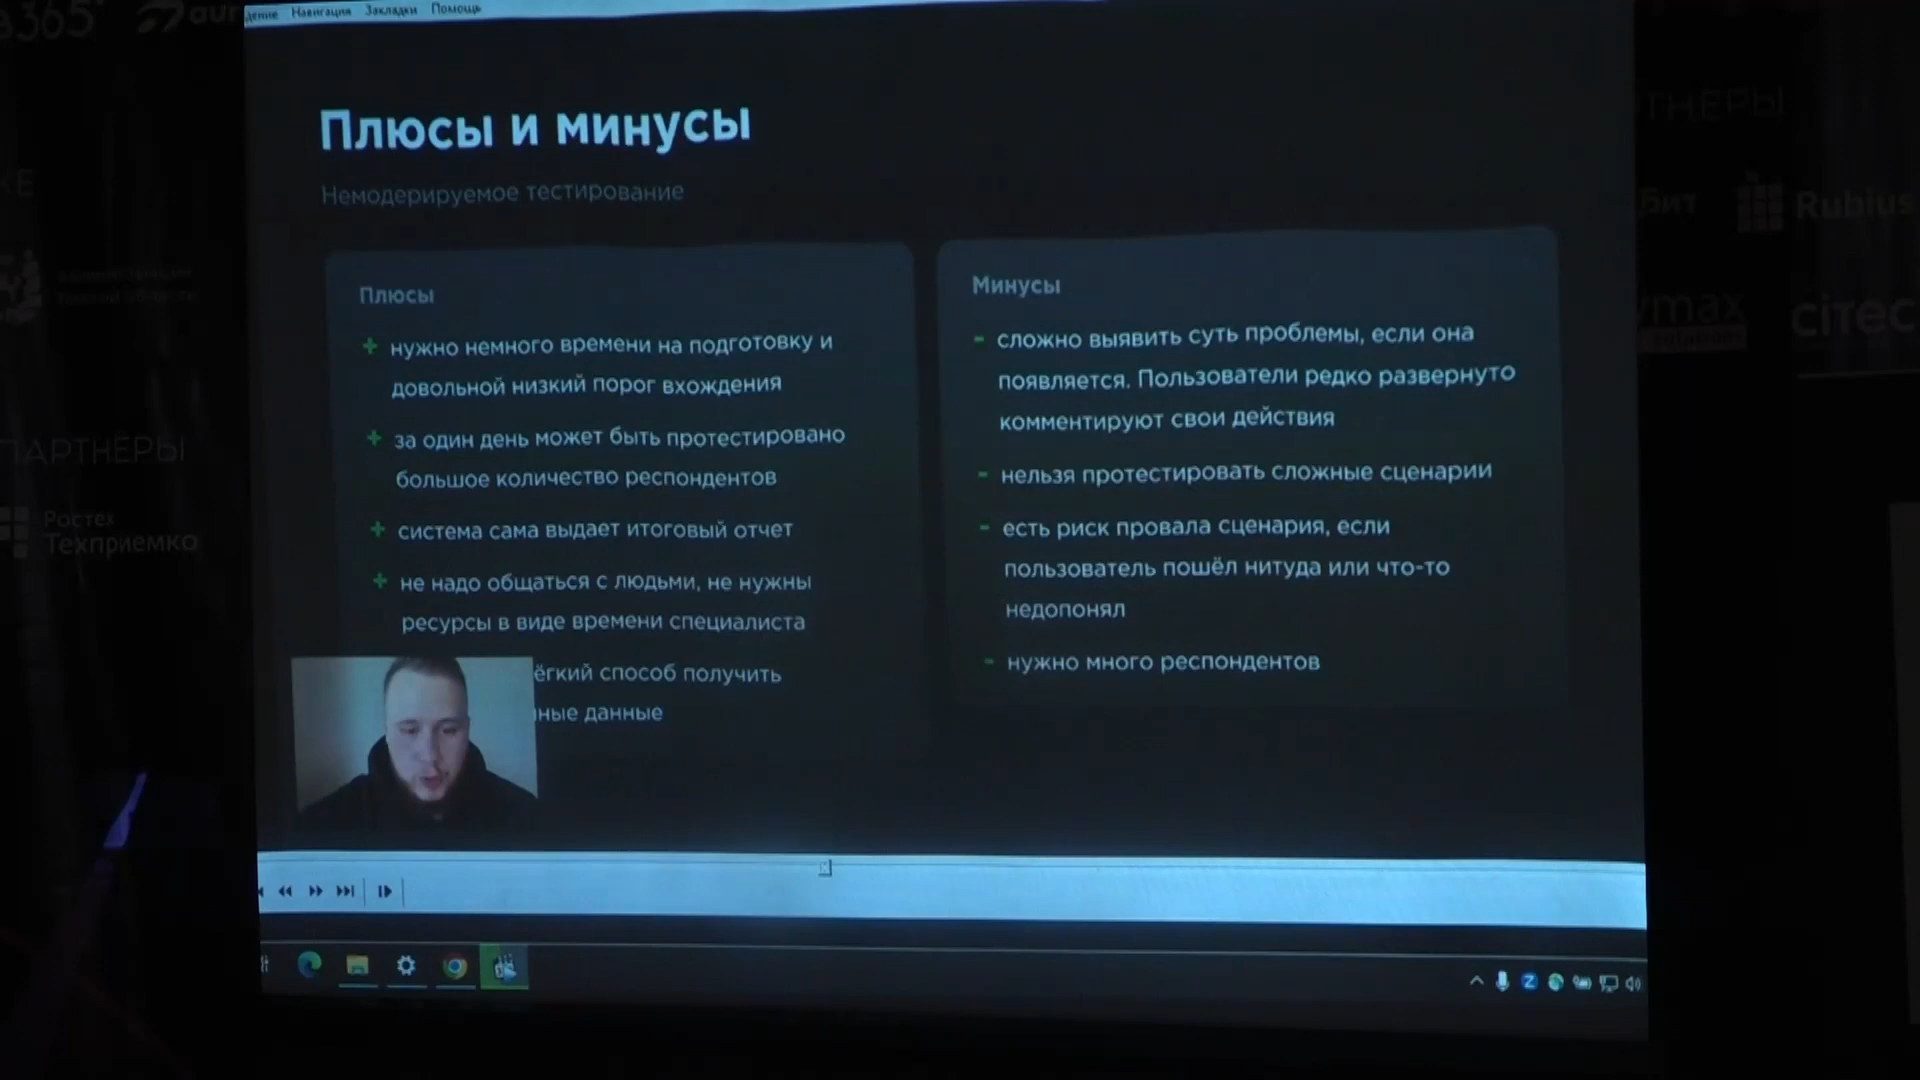 Навигация Закладки Помощь
Плюсы и минусы
Немодерируемое тестирование
Плюсы
+ нужно немного времени на подготовку и
довольной низкий порог вхождения
+ за один день может быть протестировано
большое количество респондентов
+ система сама выдает итоговый отчет
+ не надо общаться с людьми, не нужны
ресурсы в виде времени специалиста
способ получить
данные
Минусы
- сложно выявить суть проблемы, если она
появляется. Пользователи редко развернуто
комментируют свои действия
- нельзя протестировать сложные сценарии
- есть риск провала сценария, если
пользователь пошёл нитуда или что-то
недопонял
- нужно много респондентов
ПАРТНЁРЫ
Ростех
Техприемка
Rubius